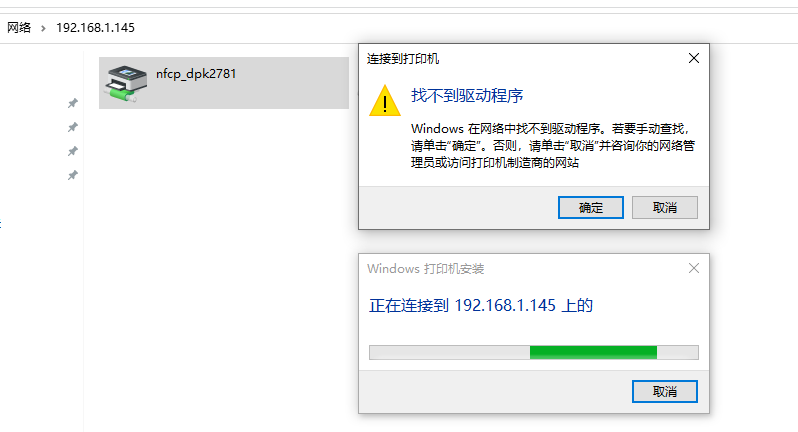 网络 › 192.168.1.145
nfcp_dpk2781
连接到打印机
找不到驱动程序
Windows 在网络中找不到驱动程序。若要手动查找，
请单击“确定”。否则，请单击“取消”并咨询你的网络管
理员或访问打印机制造商的网站
确定 取消
Windows 打印机安装
正在连接到 192.168.1.145 上的
取消